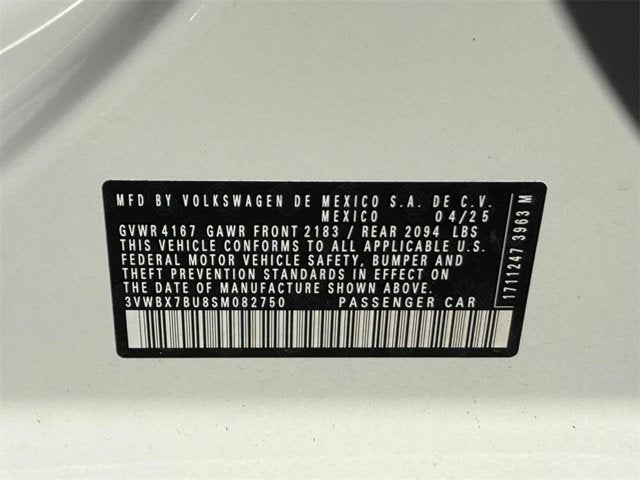 MFD BY VOLKSWAGEN DE MEXICO S.A. DE C.V.
MEXICO 04/25
GVWR 4167 GAWR FRONT 2183 / REAR 2094 LBS
THIS VEHICLE CONFORMS TO ALL APPLICABLE U.S.
FEDERAL MOTOR VEHICLE SAFETY, BUMPER AND
THEFT PREVENTION STANDARDS IN EFFECT ON
THE DATE OF MANUFACTURE SHOWN ABOVE.
3VWBX7BU8SM082750 PASSENGER CAR
1711247 3963 M